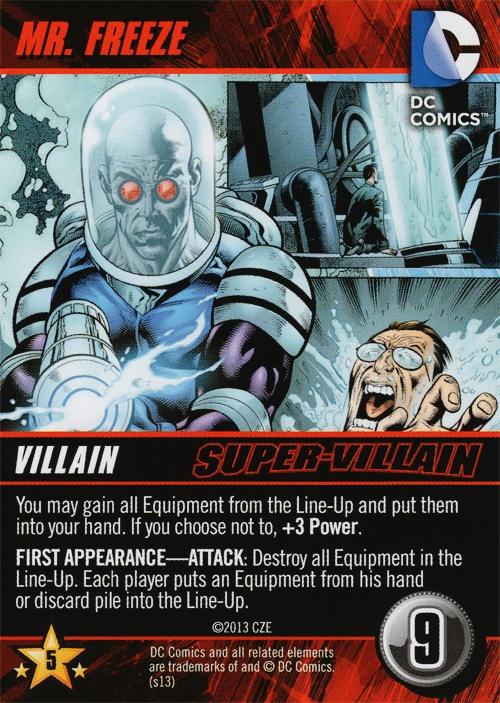 MR. FREEZE
DC
DC
COMICS™
VILLAIN
SUPER-VILLAIN
You may gain all Equipment from the Line-Up and put them
into your hand. If you choose not to, +3 Power.
FIRST APPEARANCE—ATTACK: Destroy all Equipment in the
Line-Up. Each player puts an Equipment from his hand
or discard pile into the Line-Up.
©2013 CZE
5
DC Comics and all related elements
are trademarks of and © DC Comics.
(s13)
9